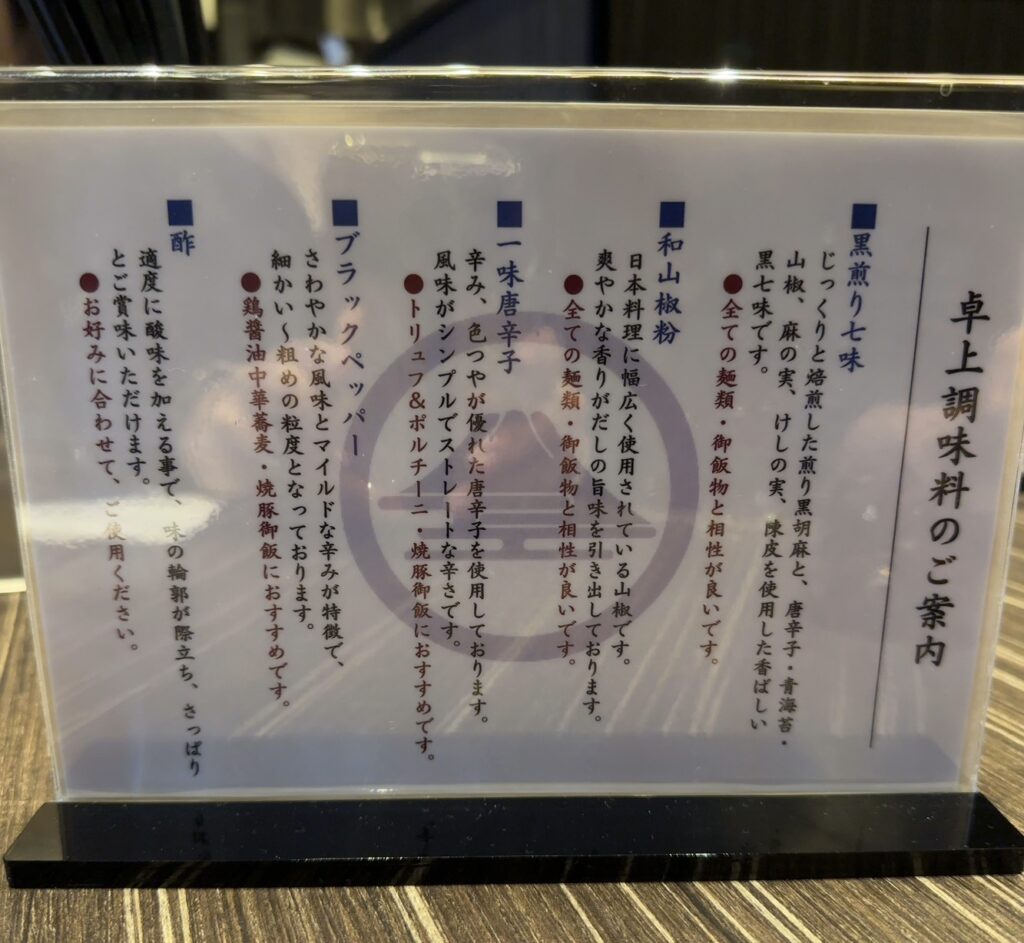 卓上調味料のご案内
■黒煎り七味
じっくりと焙煎した煎り黒胡麻と、唐辛子・青海苔・
山椒、麻の実、けしの実、陳皮を使用した香ばしい
黒七味です。
●全ての麺類・御飯物と相性が良いです。
■和山椒粉
日本料理に幅広く使用されている山椒です。
爽やかな香りがだしの旨味を引き出しております。
●全ての麺類・御飯物と相性が良いです。
■一味唐辛子
辛み、色つやが優れた唐辛子を使用しております。
風味がシンプルでストレートな辛さです。
●トリュフ&ポルチーニ・焼豚御飯におすすめです。
■ブラックペッパー
さわやかな風味とマイルドな辛みが特徴で、
細かい～粗めの粒度となっております。
●鶏醤油中華蕎麦・焼豚御飯におすすめです。
■酢
適度に酸味を加える事で、味の輪郭が際立ち、さっぱり
とご賞味いただけます。
●お好みに合わせて、ご使用ください。